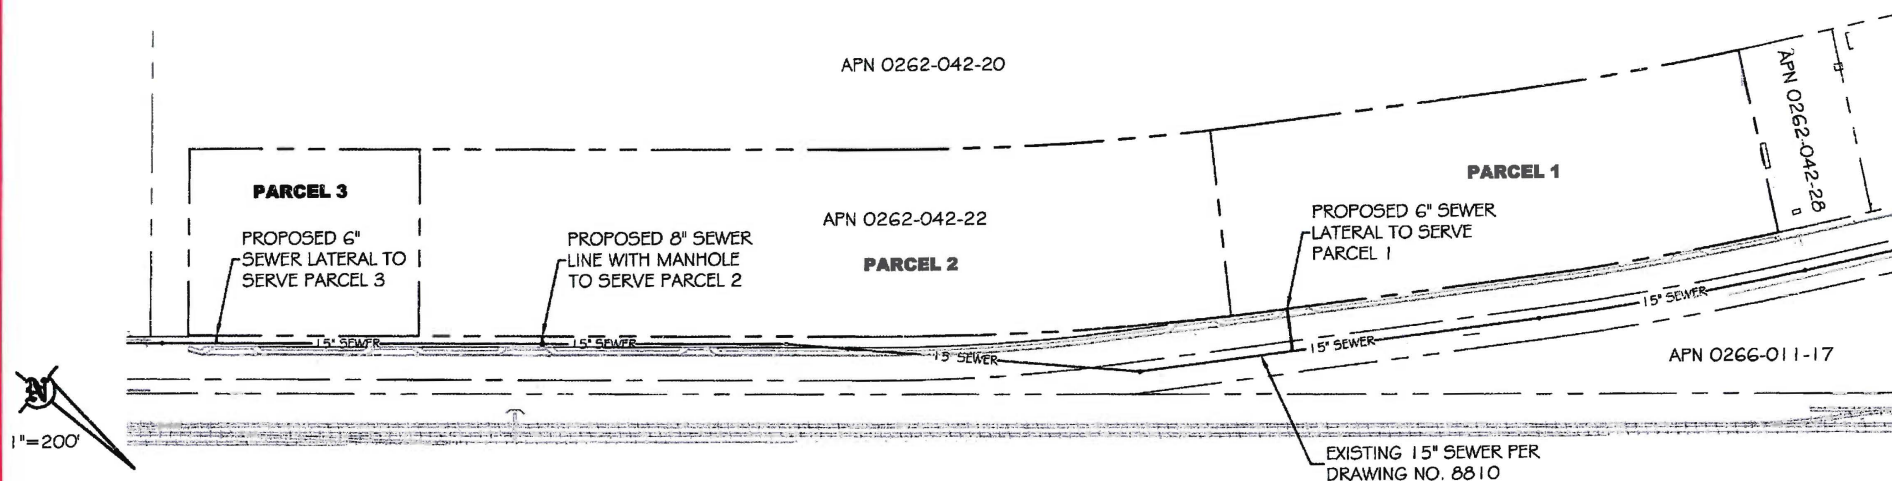 APN 0262-042-20
APN 0262-042-28
PARCEL 3
PROPOSED 6"
SEWER LATERAL TO
SERVE PARCEL 3
PROPOSED 8" SEWER
LINE WITH MANHOLE
TO SERVE PARCEL 2
APN 0262-042-22
PARCEL 2
PARCEL 1
PROPOSED 6" SEWER
LATERAL TO SERVE
PARCEL 1
15" SEWER
15" SEWER
15" SEWER
15" SEWER
15" SEWER
APN 0266-011-17
N
1"=200'
EXISTING 15" SEWER PER
DRAWING NO. 8810